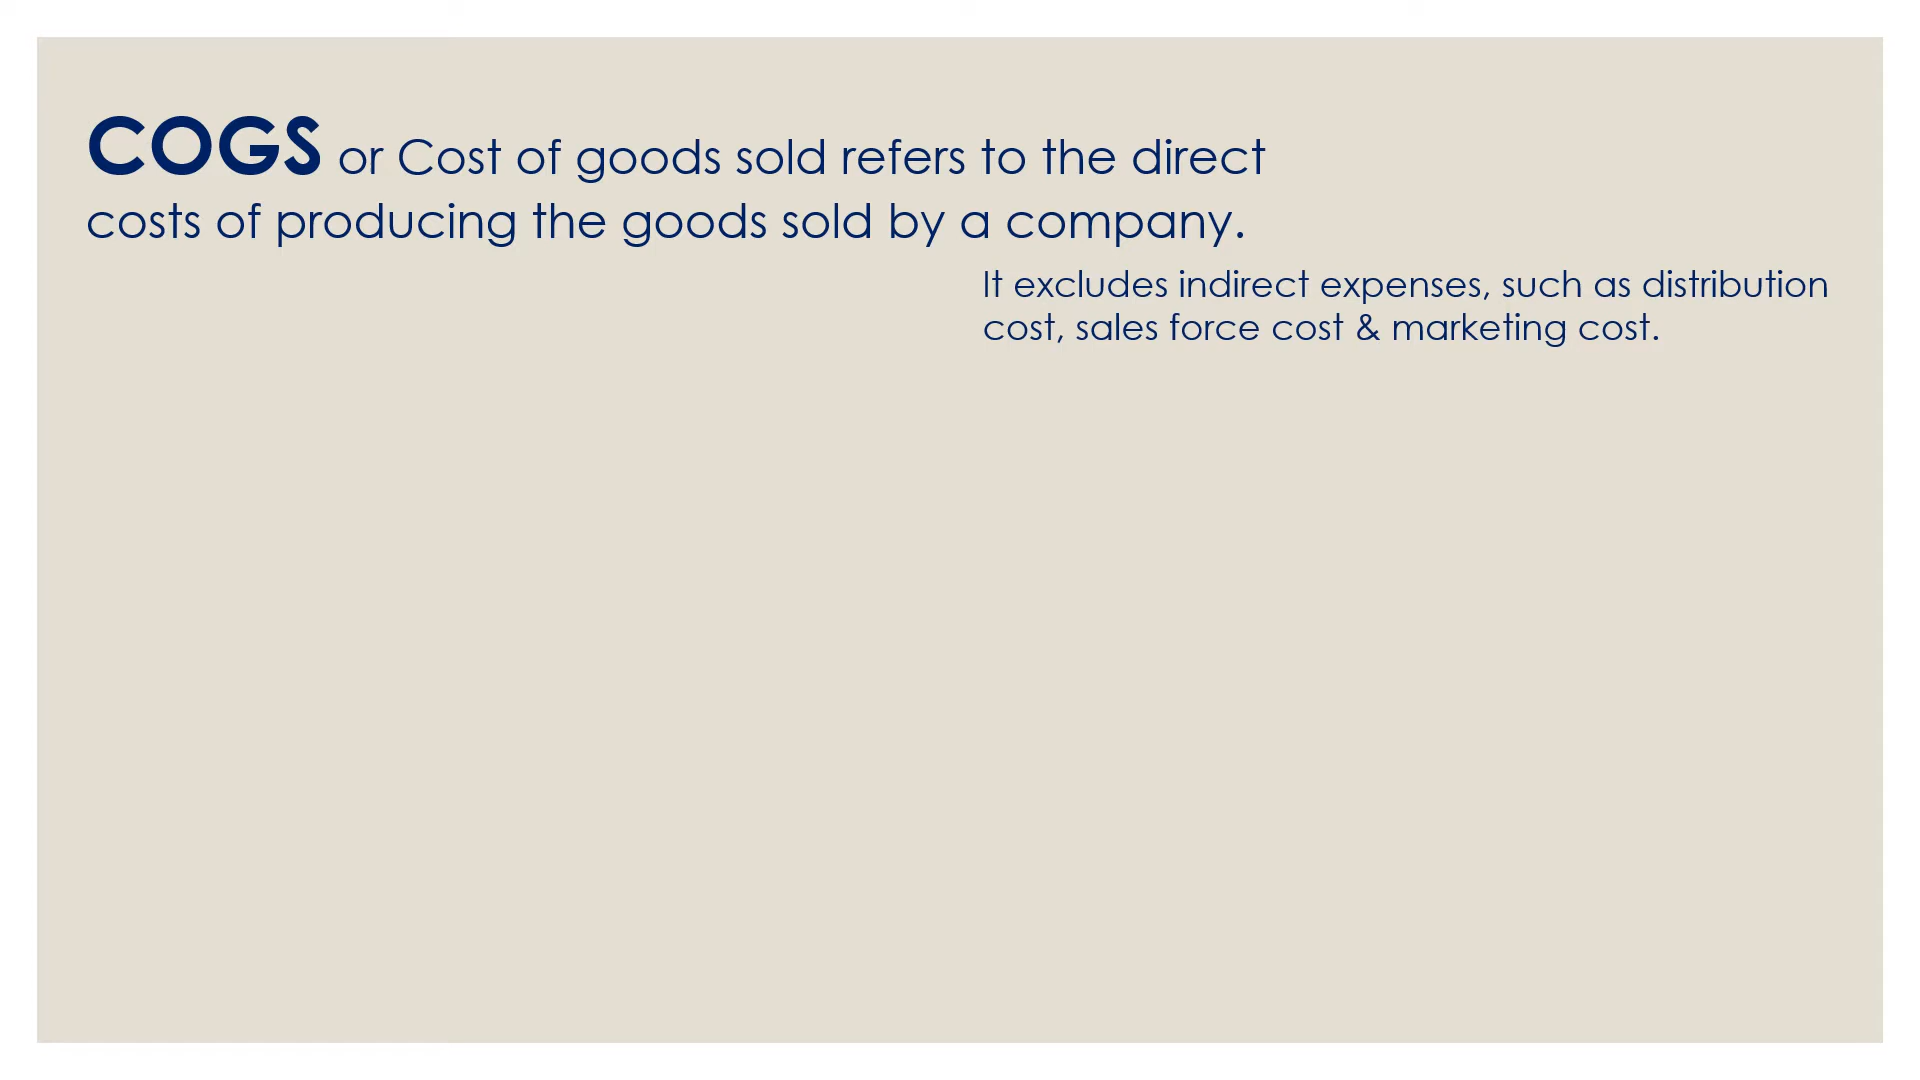 COGS or Cost of goods sold refers to the direct
costs of producing the goods sold by a company.
It excludes indirect expenses, such as distribution
cost, sales force cost & marketing cost.